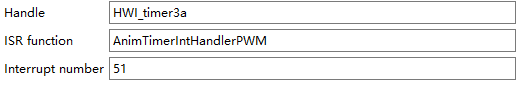 Handle HWI_timer3a
ISR function AnimTimerIntHandlerPWM
Interrupt number 51